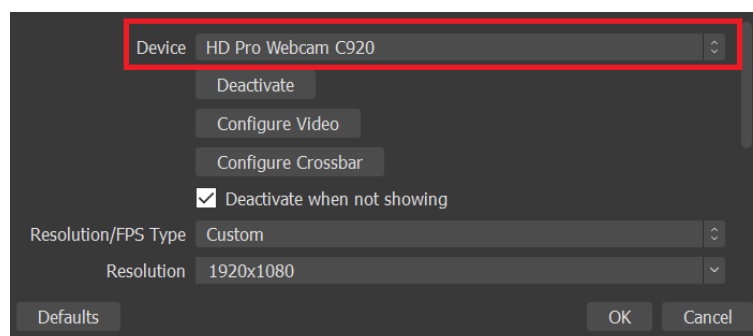 Device HD Pro Webcam C920
Deactivate
Configure Video
Configure Crossbar
Deactivate when not showing
Resolution/FPS Type Custom
Resolution 1920x1080
Defaults OK Cancel